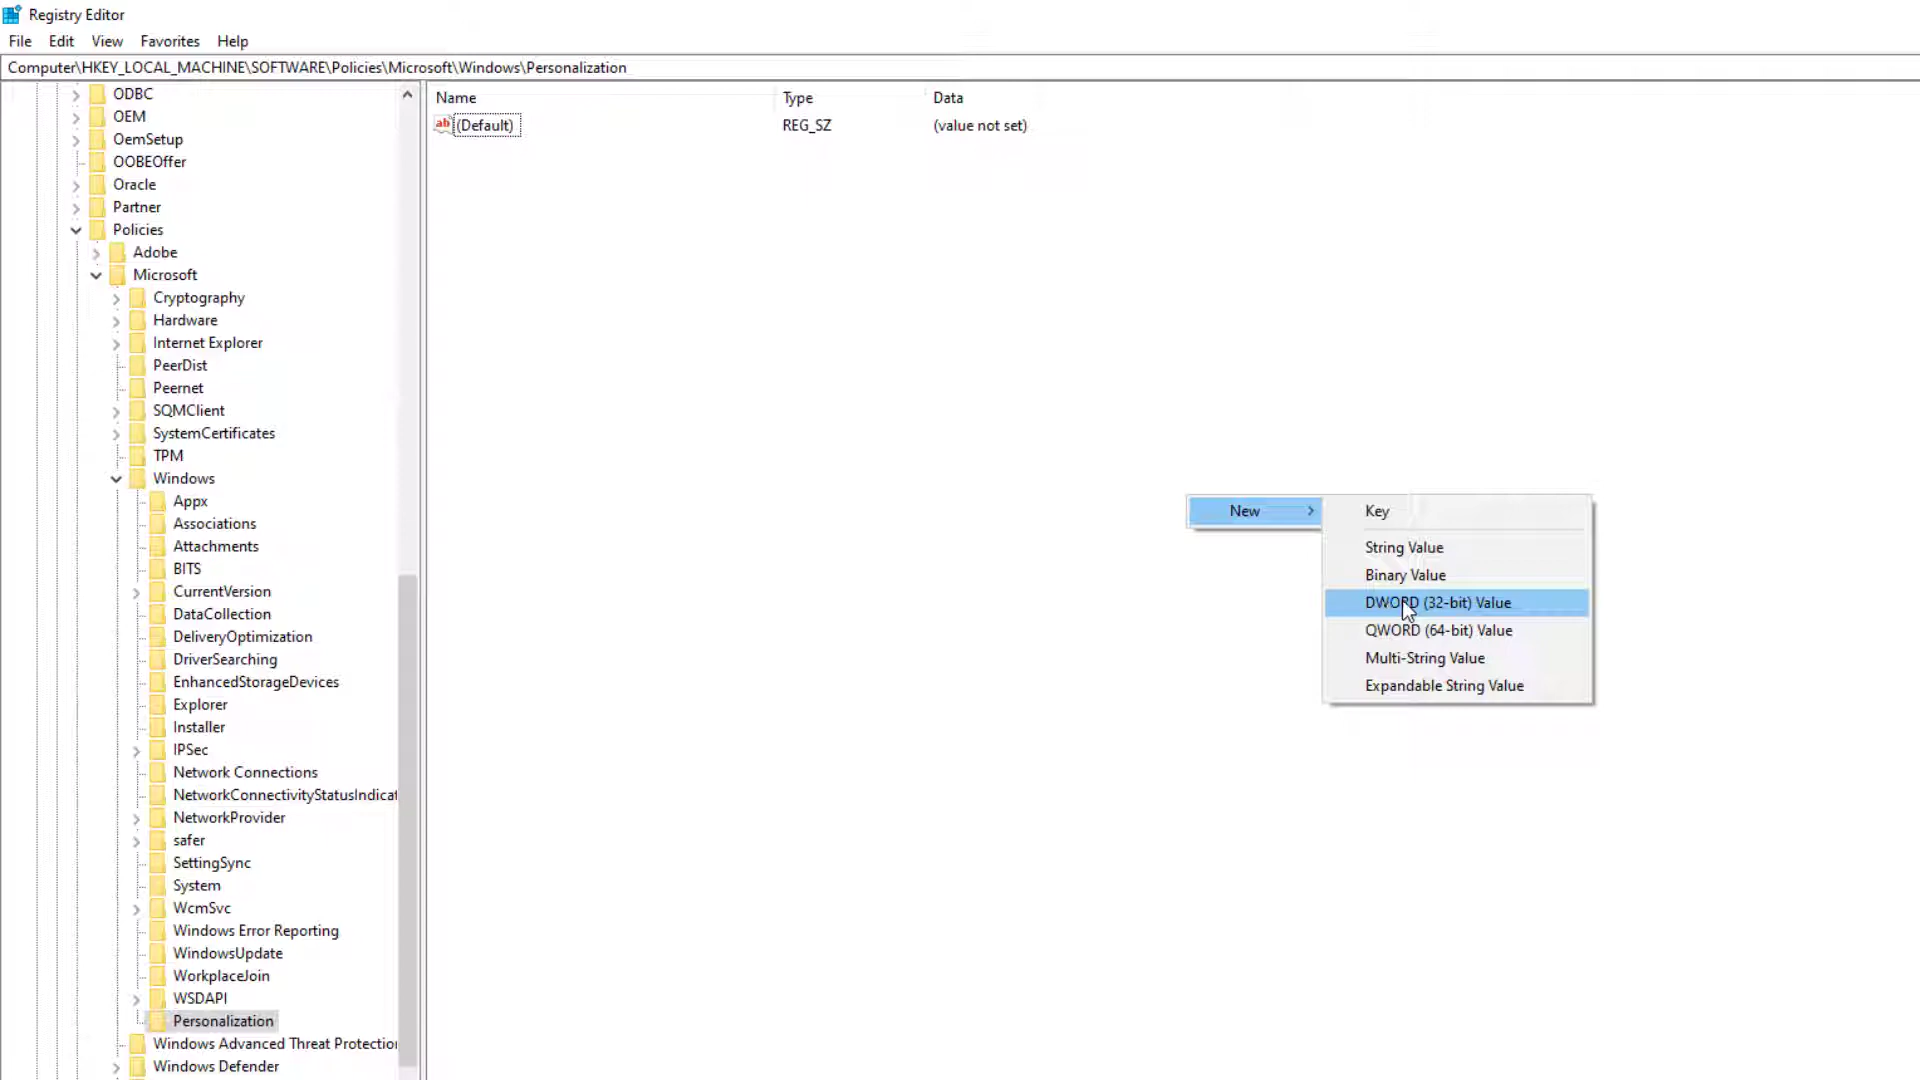 Registry Editor
File Edit View Favorites Help
Computer\HKEY_LOCAL_MACHINE\SOFTWARE\Policies\Microsoft\Windows\Personalization
ODBC
OEM
OemSetup
OOBEOffer
Oracle
Partner
Policies
Adobe
Microsoft
Cryptography
Hardware
Internet Explorer
PeerDist
Peernet
SQMClient
SystemCertificates
TPM
Windows
Appx
Associations
Attachments
BITS
CurrentVersion
DataCollection
DeliveryOptimization
DriverSearching
EnhancedStorageDevices
Explorer
Installer
IPSec
Network Connections
NetworkConnectivityStatusIndicat
NetworkProvider
safer
SettingSync
System
WcmSvc
Windows Error Reporting
WindowsUpdate
WorkplaceJoin
WSDAPI
Personalization
Windows Advanced Threat Protection
Windows Defender
Name Type Data
ab (Default) REG_SZ (value not set)
New
Key
String Value
Binary Value
DWORD (32-bit) Value
QWORD (64-bit) Value
Multi-String Value
Expandable String Value